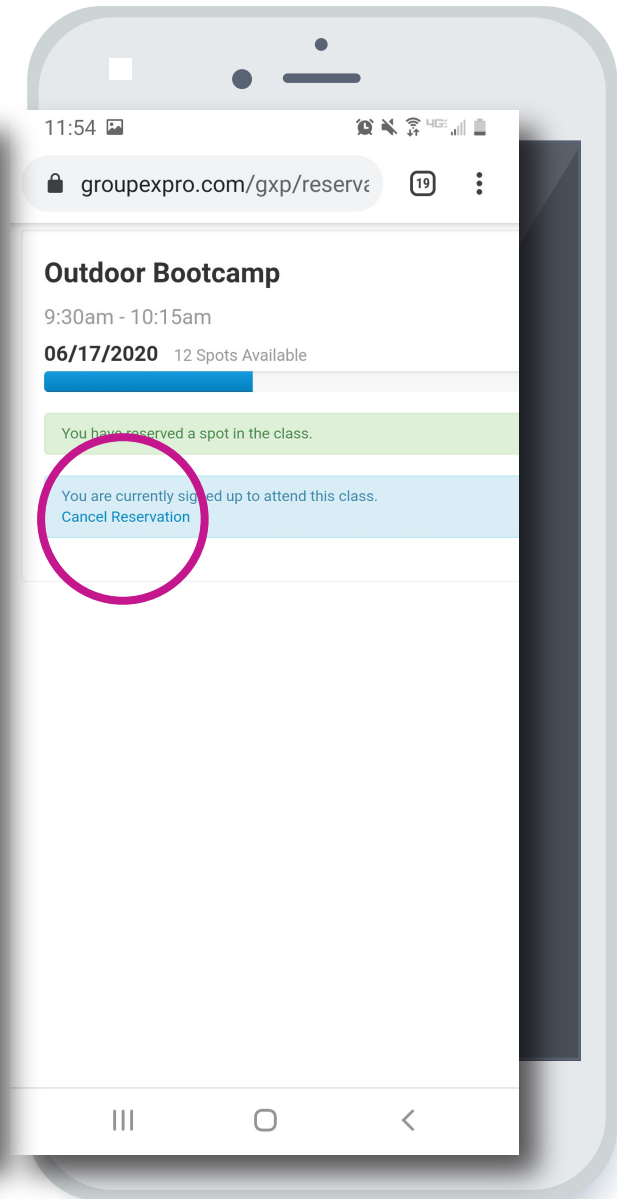 11:54
4GE
groupexpro.com/gxp/reserva
19
Outdoor Bootcamp
9:30am - 10:15am
06/17/2020 12 Spots Available
You have reserved a spot in the class.
You are currently signed up to attend this class.
Cancel Reservation